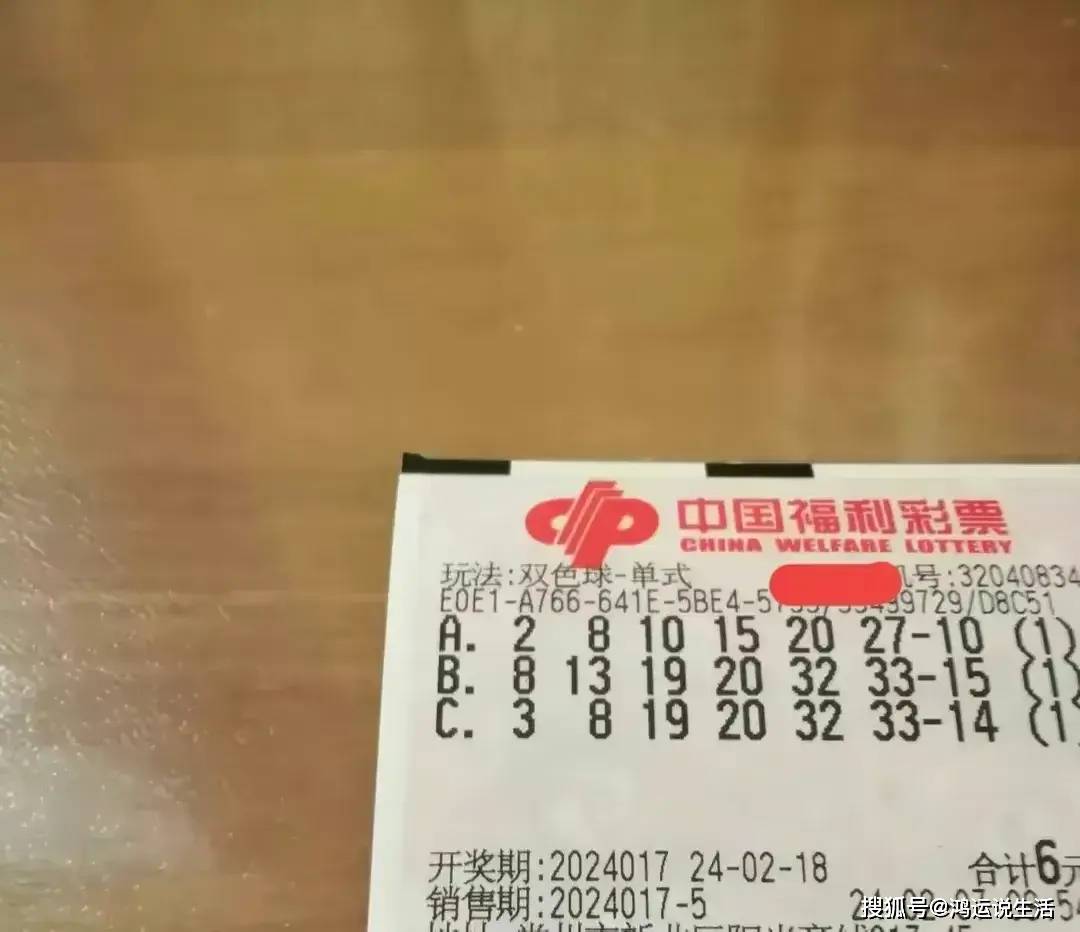 中国福利彩票
CHINA WELFARE LOTTERY
玩法:双色球-单式 机号:32040834
E0E1-A766-641E-5BE4- 9729/D8C51
A. 2 8 10 15 20 27-10 (1)
B. 8 13 19 20 32 33-15 (1)
C. 3 8 19 20 32 33-14 (1
开奖期:2024017 24-02-18 合计6元
销售期:2024017-5
搜狐号@鸿运说生活